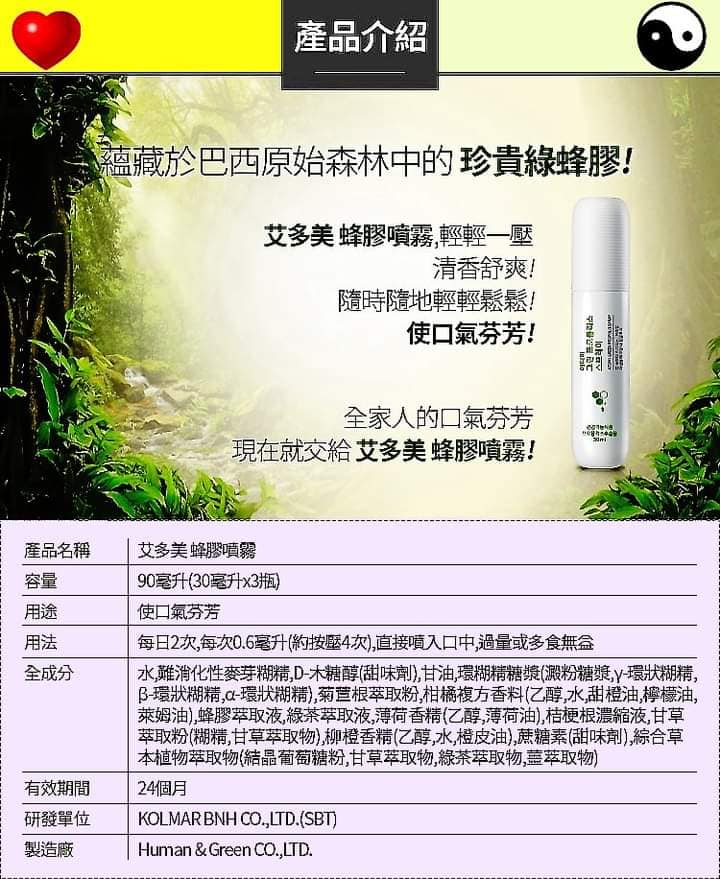 產品介紹
蘊藏於巴西原始森林中的 珍貴綠蜂膠!
艾多美 蜂膠噴霧,輕輕一壓
清香舒爽!
隨時隨地輕輕鬆鬆!
使口氣芬芳!
全家人的口氣芬芳
現在就交給 艾多美 蜂膠噴霧!
애터미
그린 프로폴리스
스프레이
30ml
產品名稱 艾多美 蜂膠噴霧
容量 90毫升(30毫升x3瓶)
用途 使口氣芬芳
用法 每日2次,每次0.6毫升(約按壓4次),直接噴入口中,過量或多食無益
全成分 水,難消化性麥芽糊精,D-木糖醇(甜味劑),甘油,環糊精糖漿(澱粉糖漿,γ-環狀糊精,
β-環狀糊精,α-環狀糊精),菊苣根萃取粉,柑橘複方香料(乙醇,水,甜橙油,檸檬油,
萊姆油),蜂膠萃取液,綠茶萃取液,薄荷香精(乙醇,薄荷油),桔梗根濃縮液,甘草
萃取粉(糊精,甘草萃取物),柳橙香精(乙醇,水,橙皮油),蔗糖素(甜味劑),綜合草
本植物萃取物(結晶葡萄糖粉,甘草萃取物,綠茶萃取物,薑萃取物)
有效期間 24個月
研發單位 KOLMAR BNH CO.,LTD.(SBT)
製造廠 Human & Green CO.,LTD.